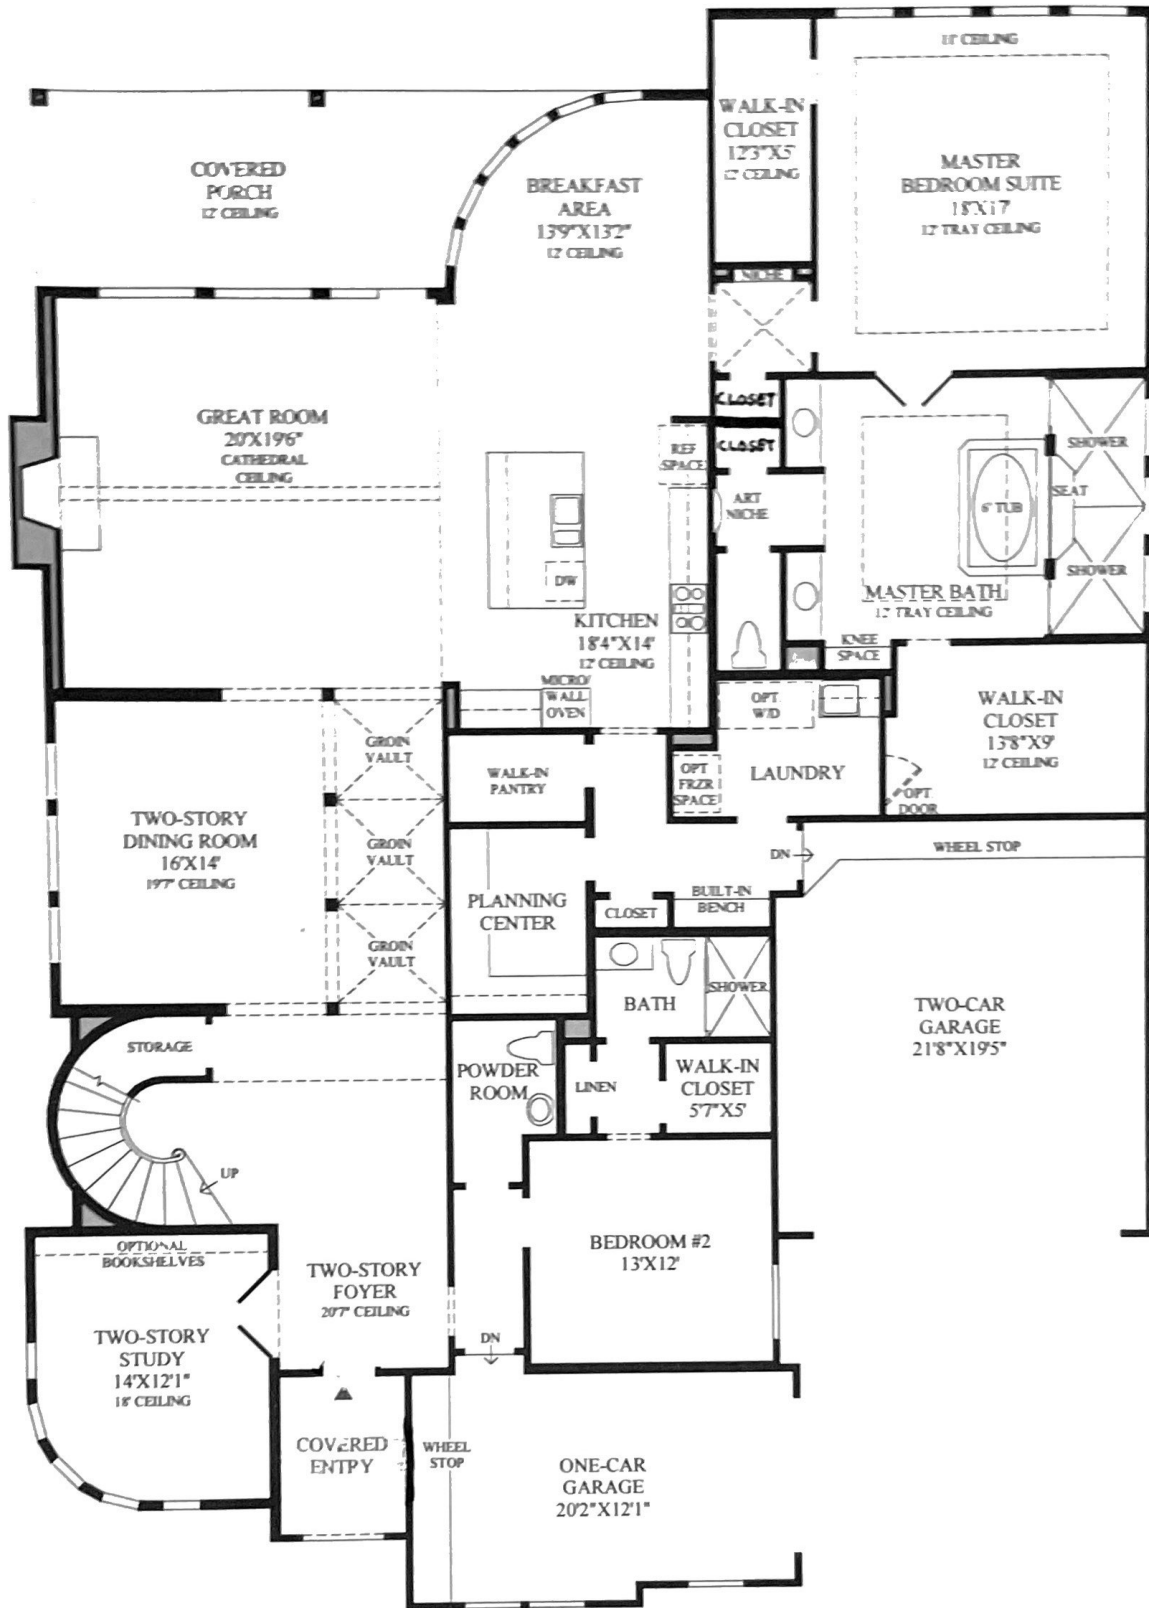 11' CEILING
WALK-IN
CLOSET
12'3"X5'
12' CEILING
MASTER
BEDROOM SUITE
18'X17'
12' TRAY CEILING
COVERED
PORCH
12' CEILING
BREAKFAST
AREA
13'9"X13'2"
12' CEILING
NICHE
GREAT ROOM
20'X19'6"
CATHEDRAL
CEILING
CLOSET
CLOSET
REF
SPACE
ART
NICHE
SHOWER
SEAT
6' TUB
SHOWER
DW
KITCHEN
18'4"X14'
12' CEILING
MASTER BATH
12' TRAY CEILING
KNEE
SPACE
MICRO/
WALL
OVEN
OPT
W/D
WALK-IN
CLOSET
13'8"X9'
12' CEILING
GROIN
VAULT
WALK-IN
PANTRY
OPT
FRZR
SPACE
LAUNDRY
OPT
DOOR
TWO-STORY
DINING ROOM
16'X14'
19'7" CEILING
GROIN
VAULT
DN
WHEEL STOP
PLANNING
CENTER
CLOSET
BUILT-IN
BENCH
GROIN
VAULT
BATH
SHOWER
TWO-CAR
GARAGE
21'8"X19'5"
STORAGE
POWDER
ROOM
LINEN
WALK-IN
CLOSET
5'7"X5'
UP
OPTIONAL
BOOKSHELVES
TWO-STORY
FOYER
20'7" CEILING
BEDROOM #2
13'X12'
TWO-STORY
STUDY
14'X12'1"
18' CEILING
DN
COVERED
ENTRY
WHEEL
STOP
ONE-CAR
GARAGE
20'2"X12'1"